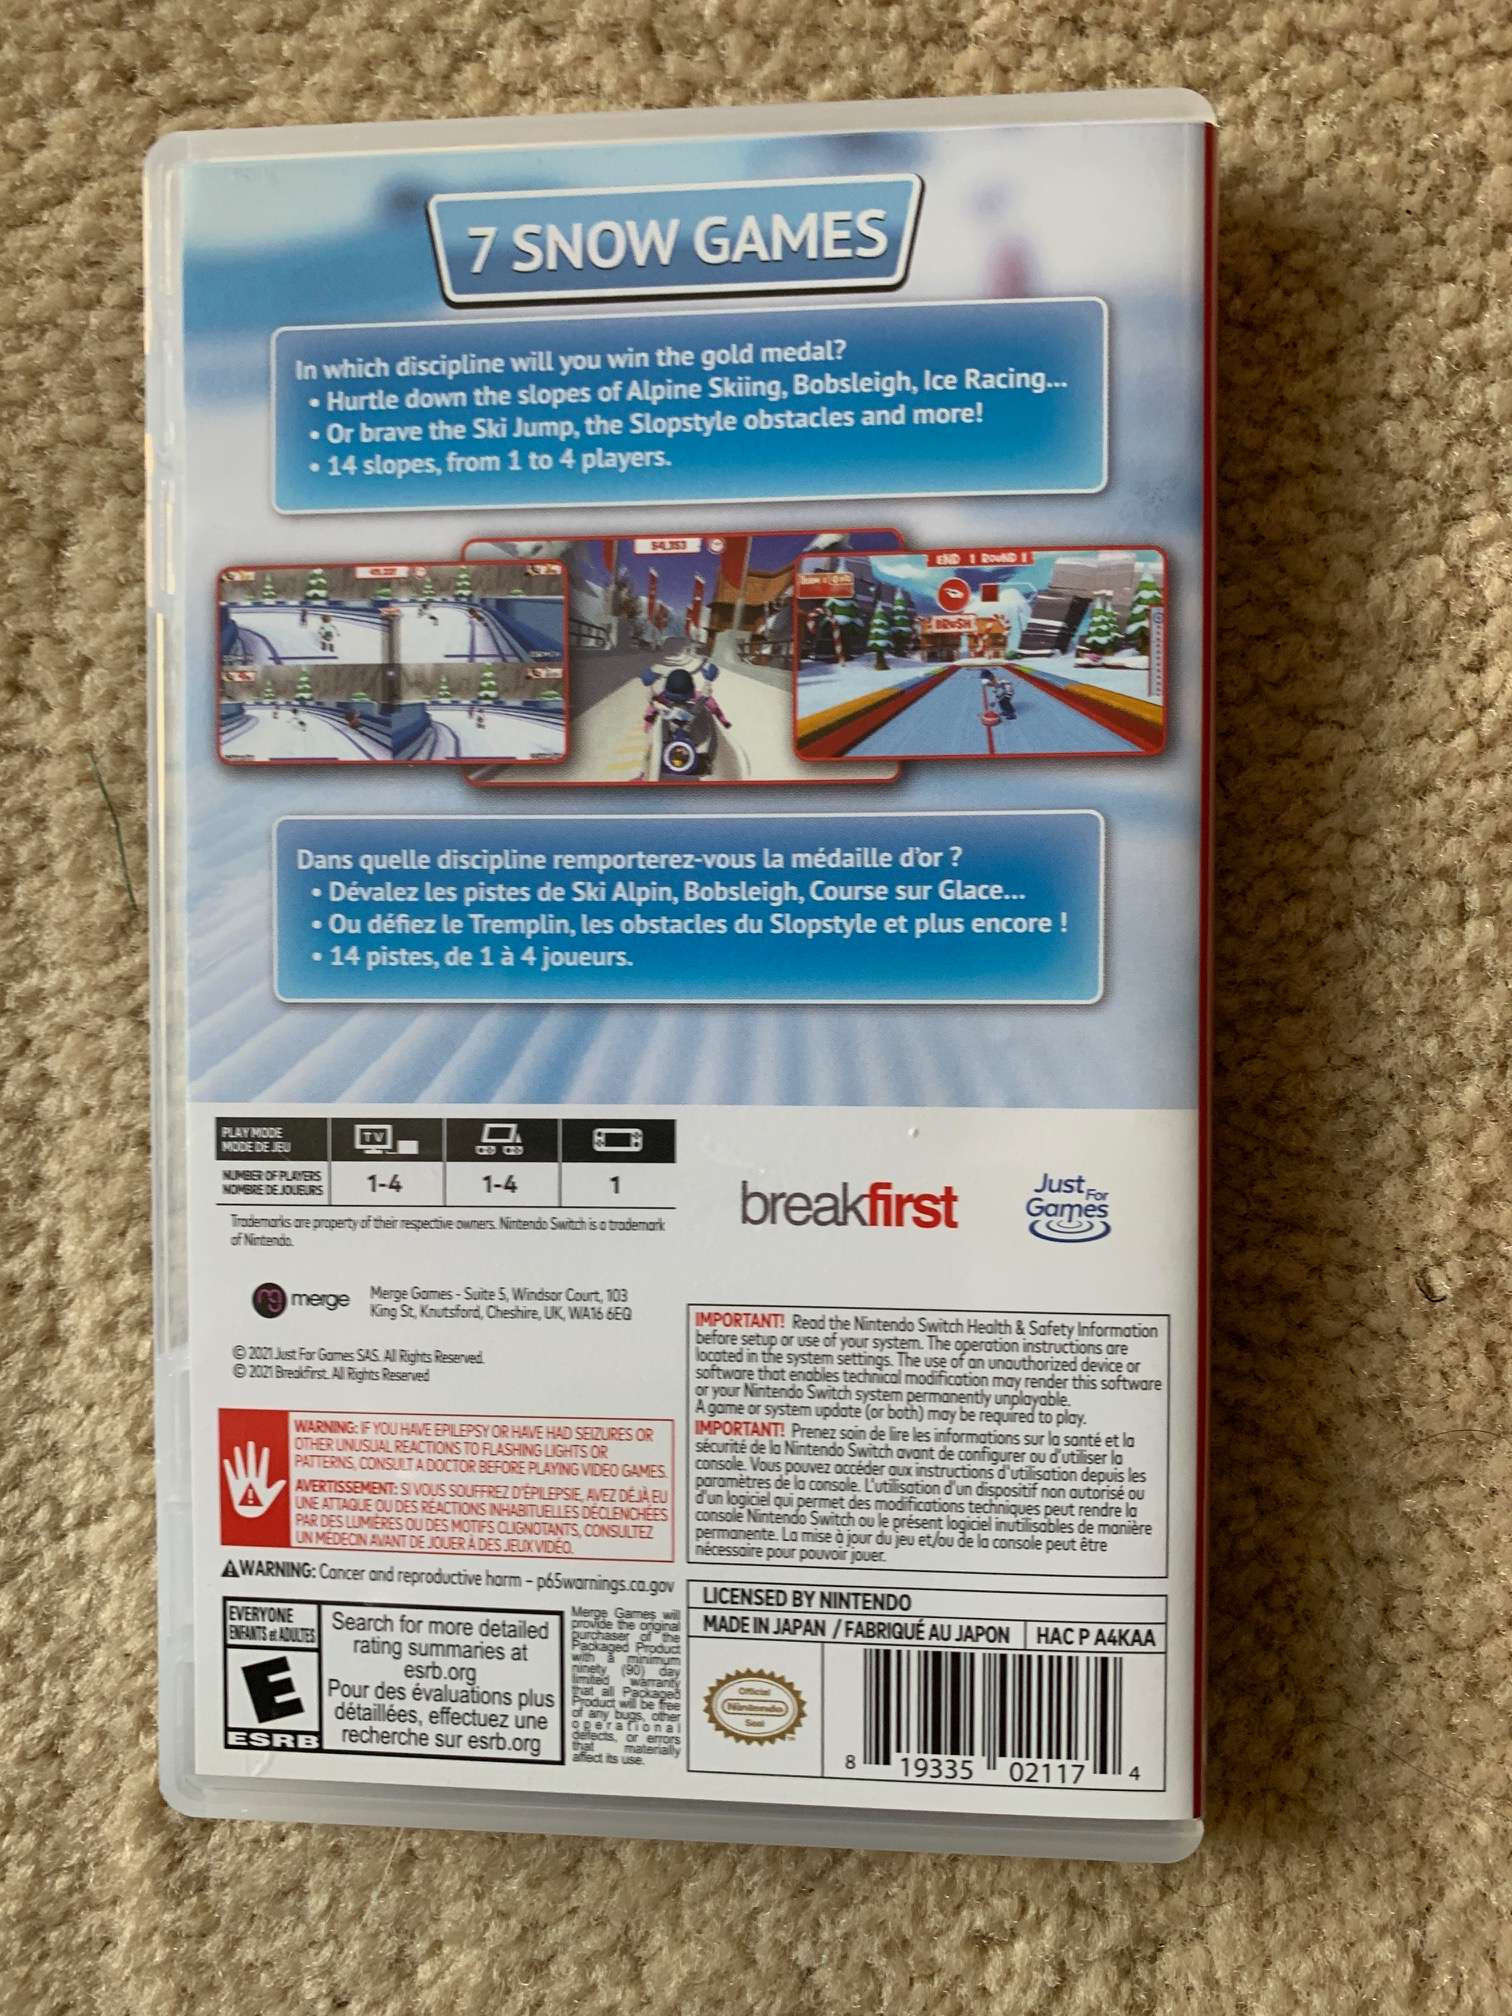 7 SNOW GAMES
In which discipline will you win the gold medal?
• Hurtle down the slopes of Alpine Skiing, Bobsleigh, Ice Racing...
• Or brave the Ski Jump, the Slopstyle obstacles and more!
• 14 slopes, from 1 to 4 players.
54.353
END 1 ROUND 1
BRUSH
Dans quelle discipline remporterez-vous la médaille d'or ?
• Dévalez les pistes de Ski Alpin, Bobsleigh, Course sur Glace...
• Ou défiez le Tremplin, les obstacles du Slopstyle et plus encore !
• 14 pistes, de 1 à 4 joueurs.
PLAY MODE
MODE DE JEU
TV
NUMBER OF PLAYERS
NOMBRE DE JOUEURS
1-4
1-4
1
Trademarks are property of their respective owners. Nintendo Switch is a trademark
of Nintendo.
breakfirst
Just For
Games
merge
Merge Games - Suite 5, Windsor Court, 103
King St, Knutsford, Cheshire, UK, WA16 6EQ
© 2021 Just For Games SAS. All Rights Reserved.
© 2021 Breakfirst. All Rights Reserved
WARNING: IF YOU HAVE EPILEPSY OR HAVE HAD SEIZURES OR
OTHER UNUSUAL REACTIONS TO FLASHING LIGHTS OR
PATTERNS, CONSULT A DOCTOR BEFORE PLAYING VIDEO GAMES.
AVERTISSEMENT: SI VOUS SOUFFREZ D'ÉPILEPSIE, AVEZ DÉJÀ EU
UNE ATTAQUE OU DES RÉACTIONS INHABITUELLES DÉCLENCHÉES
PAR DES LUMIÈRES OU DES MOTIFS CLIGNOTANTS, CONSULTEZ
UN MÉDECIN AVANT DE JOUER À DES JEUX VIDÉO.
WARNING: Cancer and reproductive harm – p65warnings.ca.gov
EVERYONE
ENFANTS et ADULTES
E
ESRB
Search for more detailed
rating summaries at
esrb.org
Pour des évaluations plus
détaillées, effectuez une
recherche sur esrb.org
Merge Games will
provide the original
purchaser of the
Packaged Product
with a minimum
ninety (90) day
limited warranty
that all Packaged
Product will be free
of any bugs, other
operational
defects, or errors
that materially
affect its use.
IMPORTANT! Read the Nintendo Switch Health & Safety Information
before setup or use of your system. The operation instructions are
located in the system settings. The use of an unauthorized device or
software that enables technical modification may render this software
or your Nintendo Switch system permanently unplayable.
A game or system update (or both) may be required to play.
IMPORTANT! Prenez soin de lire les informations sur la santé et la
sécurité de la Nintendo Switch avant de configurer ou d'utiliser la
console. Vous pouvez accéder aux instructions d'utilisation depuis les
paramètres de la console. L'utilisation d'un dispositif non autorisé ou
d'un logiciel qui permet des modifications techniques peut rendre la
console Nintendo Switch ou le présent logiciel inutilisables de manière
permanente. La mise à jour du jeu et/ou de la console peut être
nécessaire pour pouvoir jouer.
LICENSED BY NINTENDO
MADE IN JAPAN / FABRIQUÉ AU JAPON
HAC P A4KAA
Official
Nintendo
Seal
8 19335 02117 4